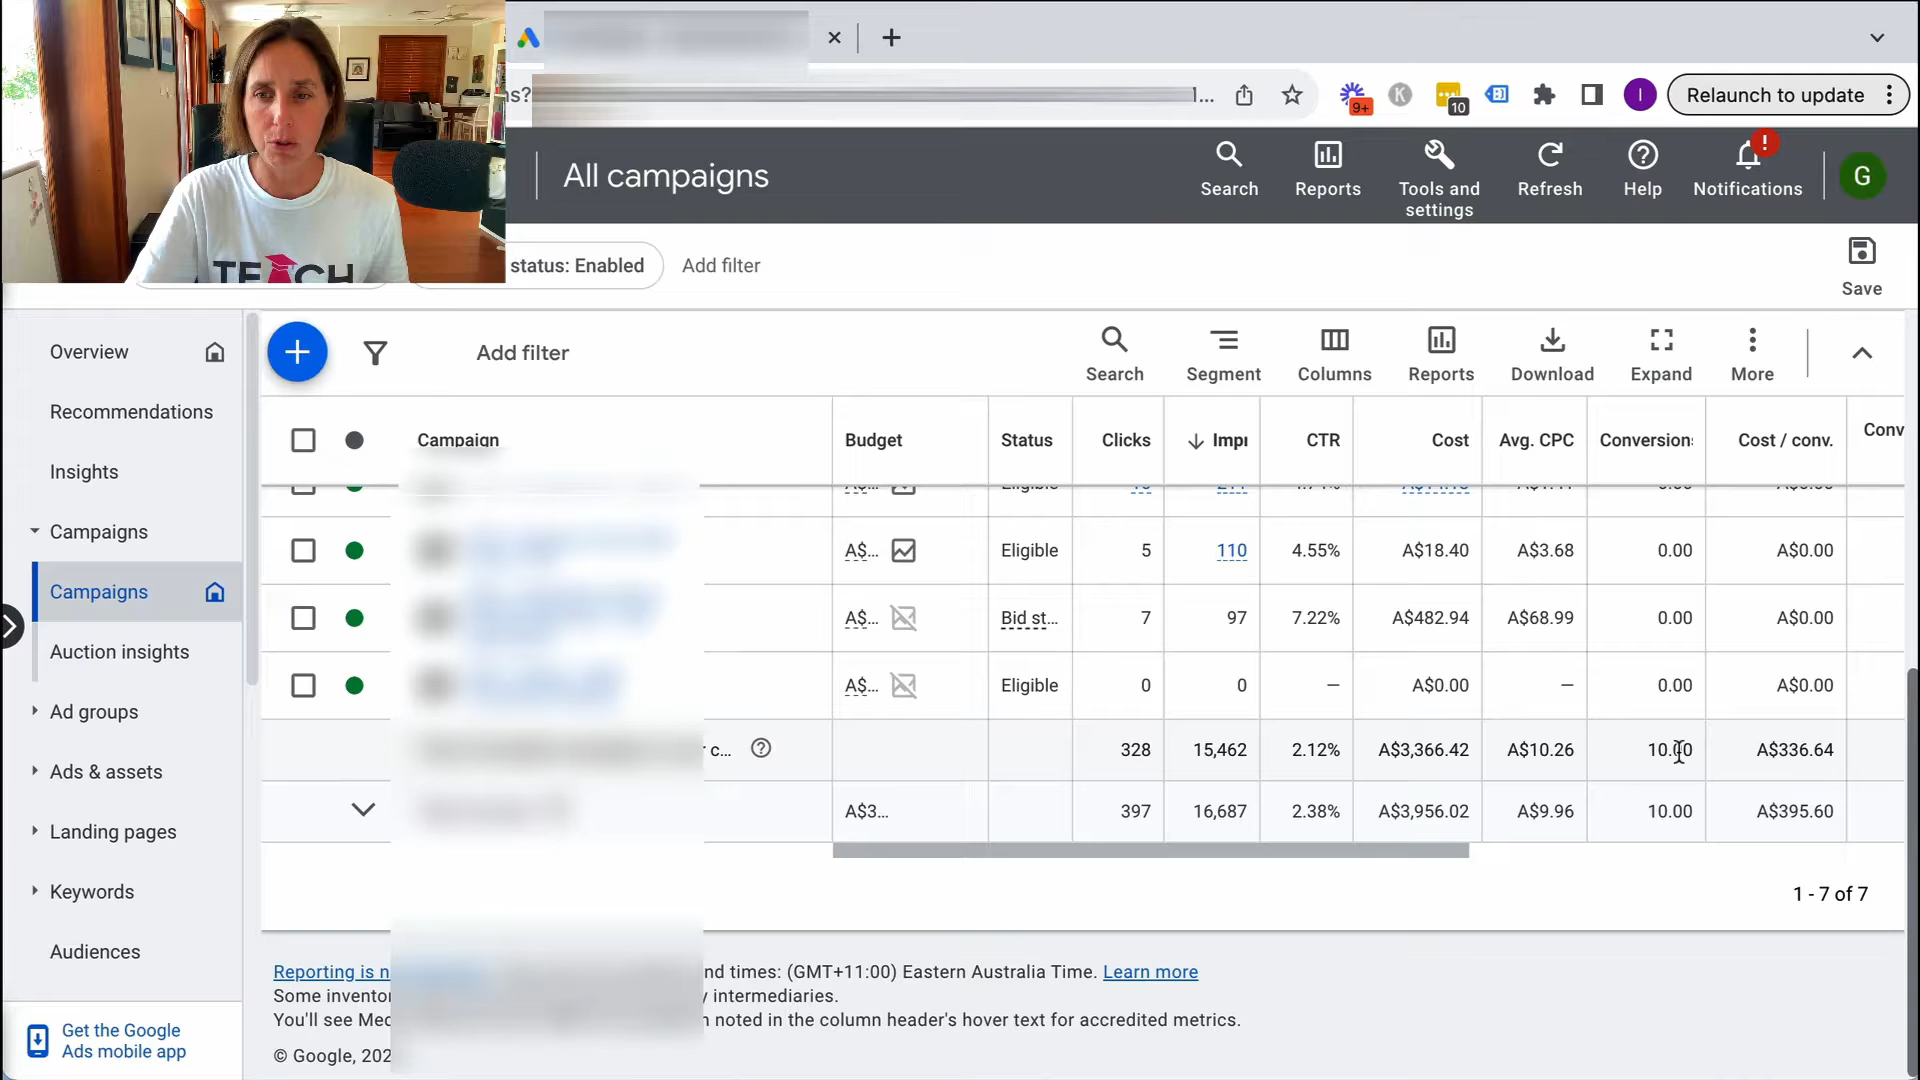 1...
9+
K
10
I
Relaunch to update
All campaigns
Search
Reports
Tools and
settings
Refresh
Help
!
Notifications
G
TEACH
status: Enabled
Add filter
Save
Overview
Recommendations
Insights
Campaigns
Campaigns
Auction insights
Ad groups
Ads & assets
Landing pages
Keywords
Audiences
Get the Google
Ads mobile app
Add filter
Search
Segment
Columns
Reports
Download
Expand
More
Campaign Budget Status Clicks Impr CTR Cost Avg. CPC Conversions Cost / conv. Conv
A$... Eligible 5 110 4.55% A$18.40 A$3.68 0.00 A$0.00
A$... Bid st... 7 97 7.22% A$482.94 A$68.99 0.00 A$0.00
A$... Eligible 0 0 — A$0.00 — 0.00 A$0.00
r c... 328 15,462 2.12% A$3,366.42 A$10.26 10.00 A$336.64
A$3... 397 16,687 2.38% A$3,956.02 A$9.96 10.00 A$395.60
1 - 7 of 7
Reporting is n nd times: (GMT+11:00) Eastern Australia Time. Learn more
Some invento y intermediaries.
You'll see Med n noted in the column header's hover text for accredited metrics.
© Google, 202